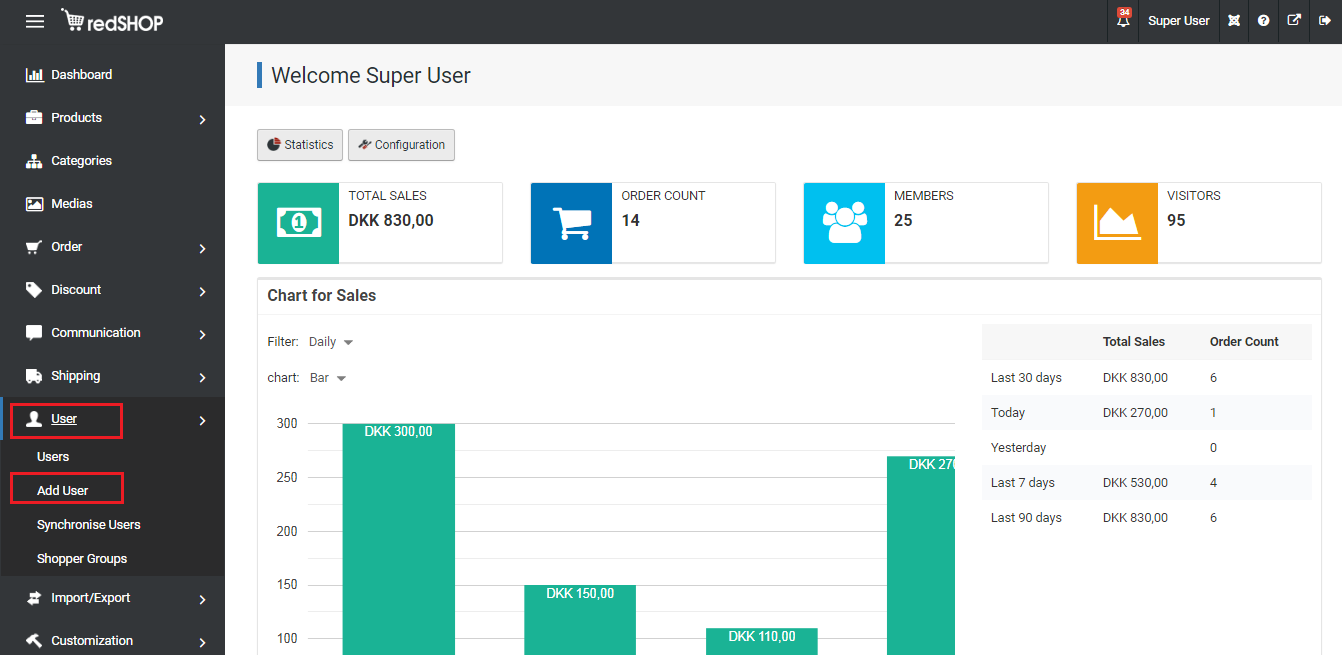 redSHOP
34
Super User
Dashboard
Products
Categories
Medias
Order
Discount
Communication
Shipping
User
Users
Add User
Synchronise Users
Shopper Groups
Import/Export
Customization
Welcome Super User
Statistics
Configuration
TOTAL SALES
DKK 830,00
ORDER COUNT
14
MEMBERS
25
VISITORS
95
Chart for Sales
Filter: Daily
chart: Bar
300
250
200
150
100
DKK 300,00
DKK 150,00
DKK 110,00
DKK 270
Total Sales Order Count
Last 30 days DKK 830,00 6
Today DKK 270,00 1
Yesterday 0
Last 7 days DKK 530,00 4
Last 90 days DKK 830,00 6